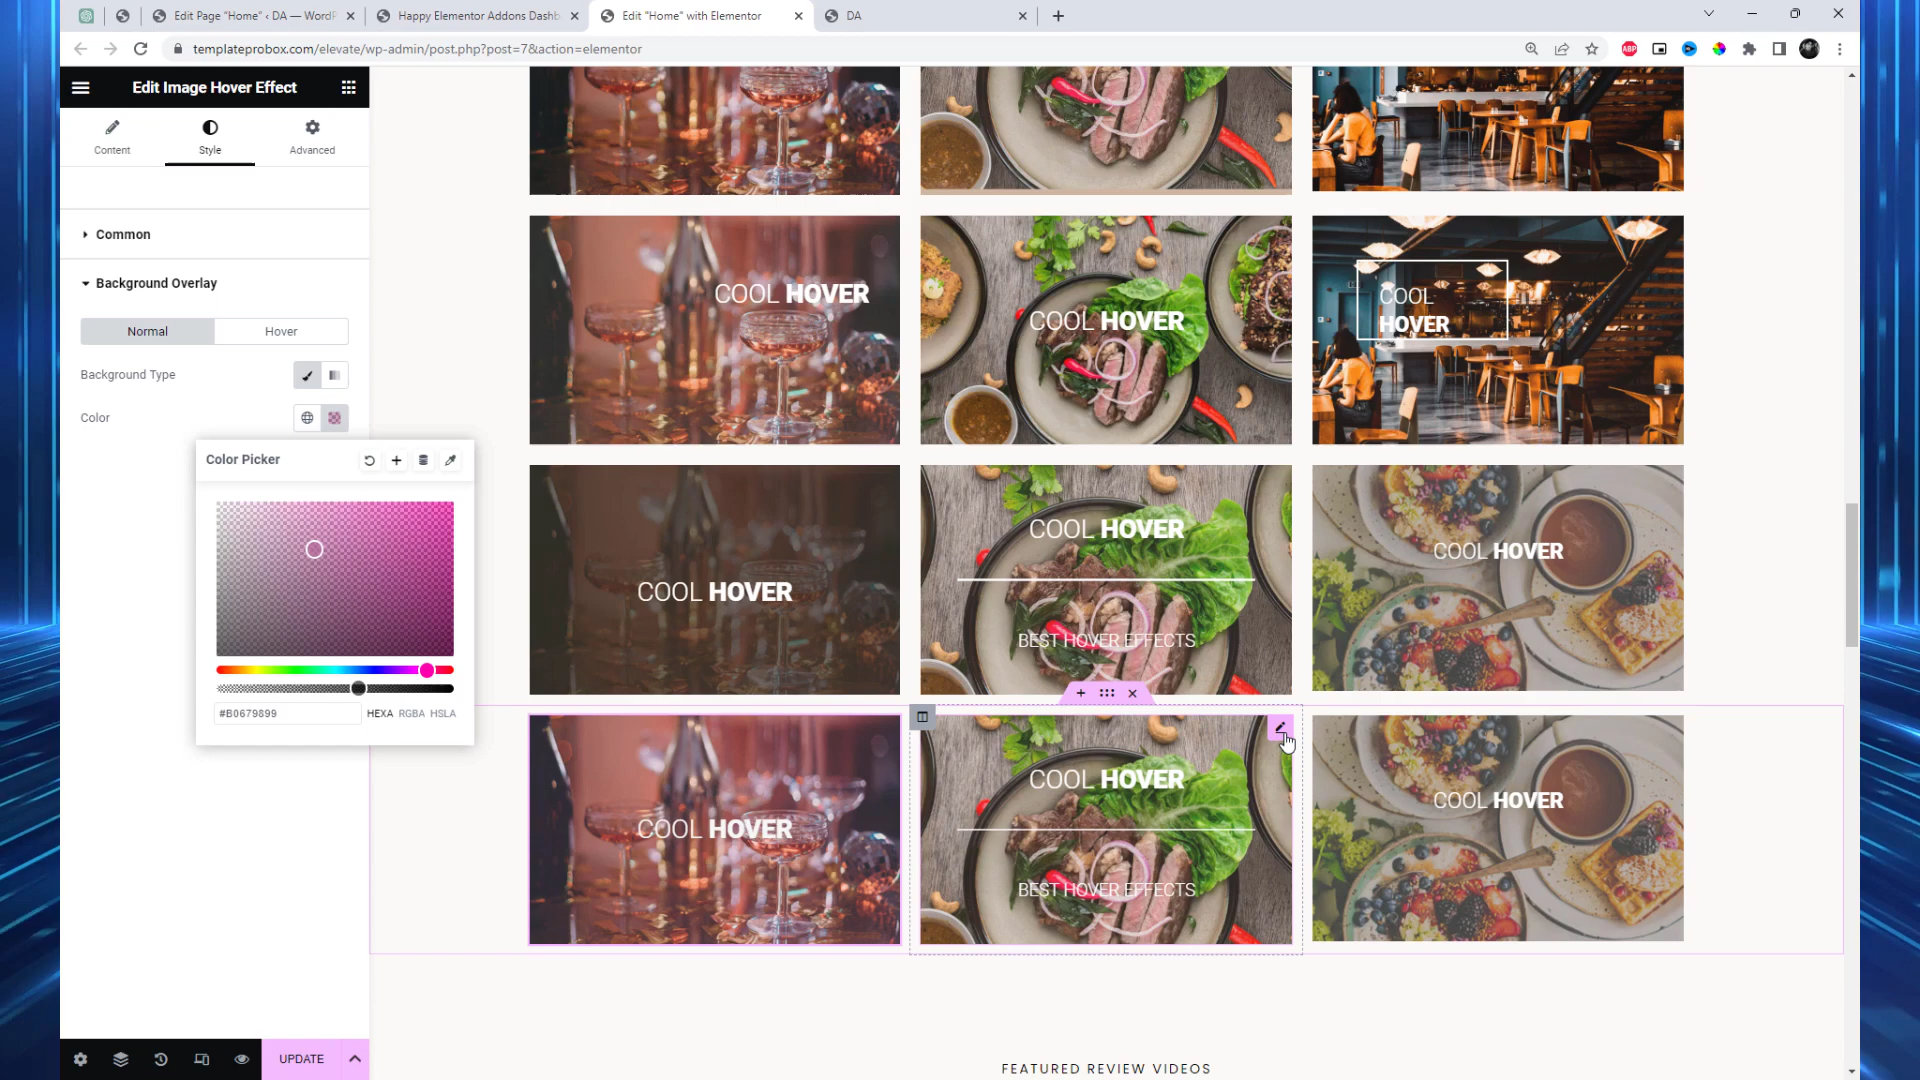 Edit Page "Home" ‹ DA — WordP
Happy Elementor Addons Dashb
Edit "Home" with Elementor
DA
templateprobox.com/elevate/wp-admin/post.php?post=7&action=elementor
ABP
Edit Image Hover Effect
Content
Style
Advanced
Common
Background Overlay
Normal
Hover
Background Type
Color
Color Picker
#B0679899
HEXA
RGBA
HSLA
UPDATE
COOL HOVER
COOL HOVER
COOL
HOVER
COOL HOVER
COOL HOVER
BEST HOVER EFFECTS
COOL HOVER
COOL HOVER
COOL HOVER
BEST HOVER EFFECTS
COOL HOVER
FEATURED REVIEW VIDEOS